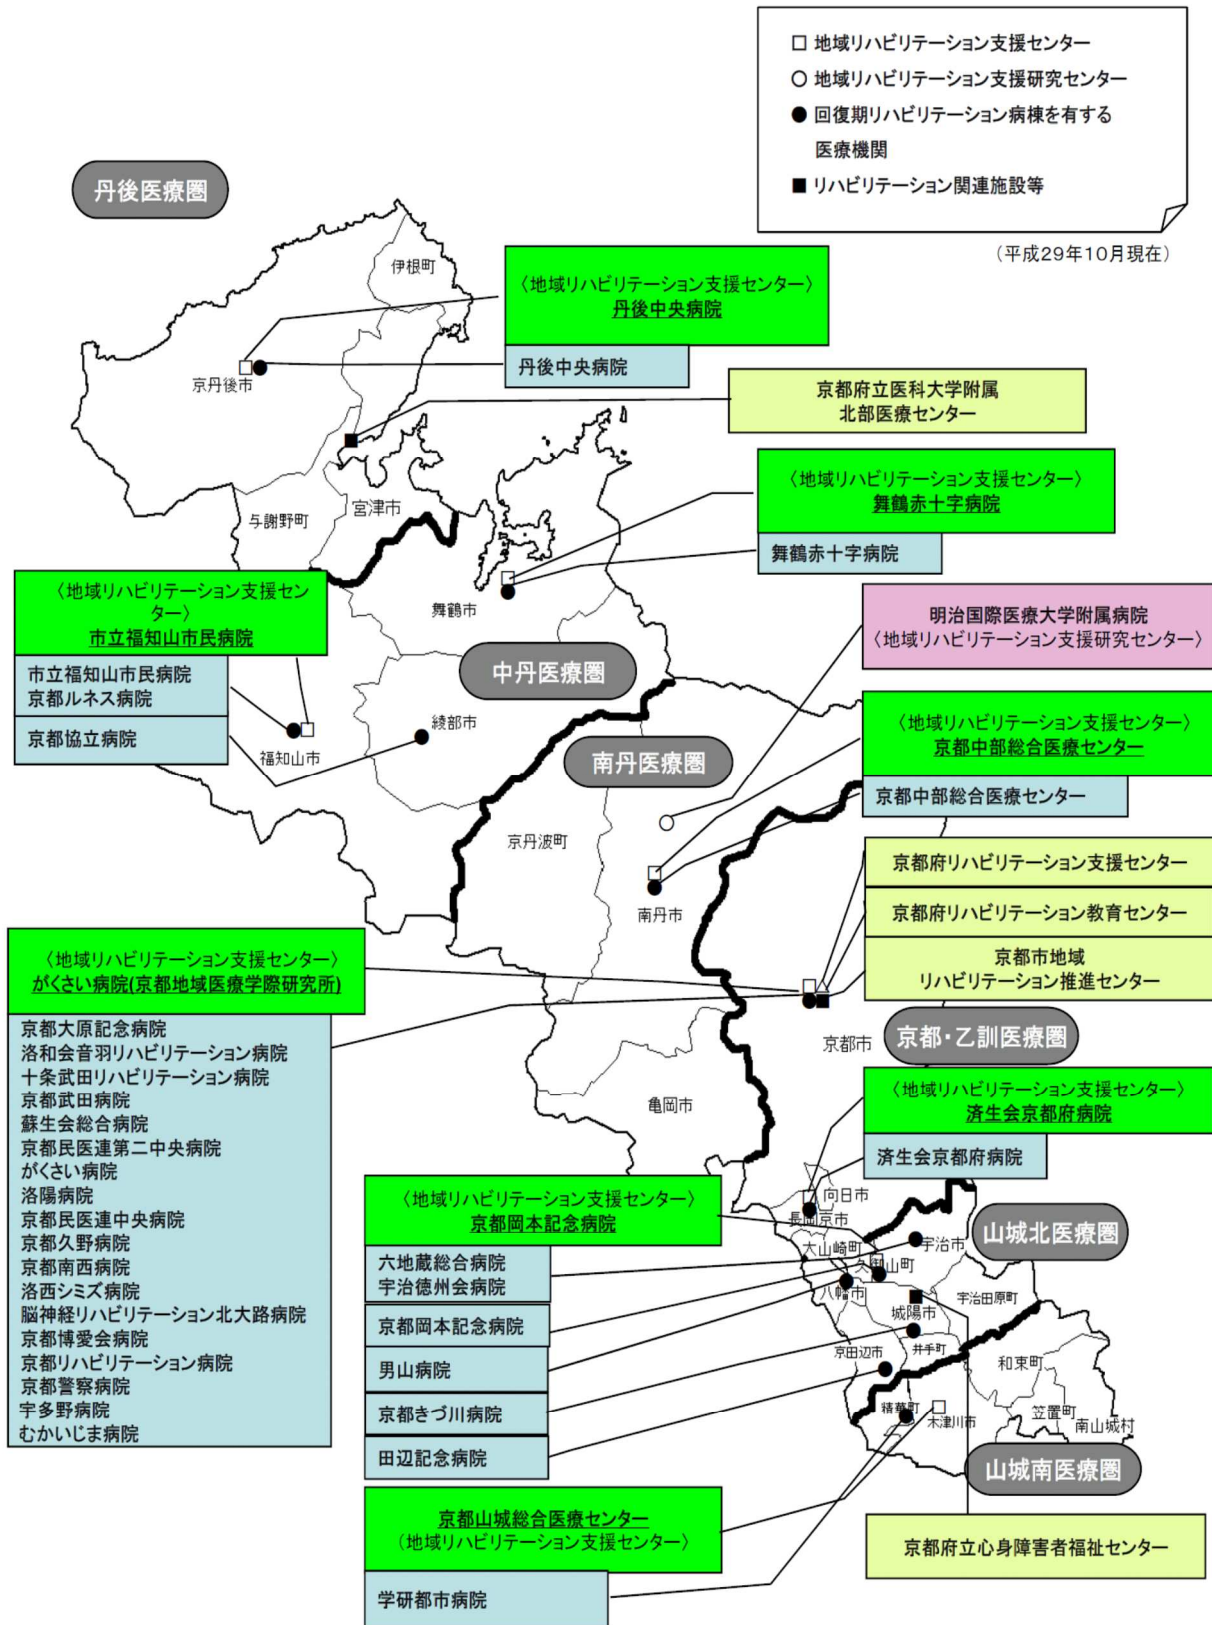 □ 地域リハビリテーション支援センター
○ 地域リハビリテーション支援研究センター
● 回復期リハビリテーション病棟を有する
医療機関
■ リハビリテーション関連施設等
（平成29年10月現在）
丹後医療圏
伊根町
〈地域リハビリテーション支援センター〉
丹後中央病院
丹後中央病院
京丹後市
京都府立医科大学附属
北部医療センター
宮津市
与謝野町
〈地域リハビリテーション支援センター〉
舞鶴赤十字病院
舞鶴赤十字病院
舞鶴市
〈地域リハビリテーション支援セン
ター〉
市立福知山市民病院
市立福知山市民病院
京都ルネス病院
京都協立病院
福知山市
綾部市
中丹医療圏
明治国際医療大学附属病院
〈地域リハビリテーション支援研究センター〉
南丹医療圏
〈地域リハビリテーション支援センター〉
京都中部総合医療センター
京都中部総合医療センター
京丹波町
南丹市
京都府リハビリテーション支援センター
京都府リハビリテーション教育センター
京都市地域
リハビリテーション推進センター
〈地域リハビリテーション支援センター〉
がくさい病院(京都地域医療学際研究所)
京都大原記念病院
洛和会音羽リハビリテーション病院
十条武田リハビリテーション病院
京都武田病院
蘇生会総合病院
京都民医連第二中央病院
がくさい病院
洛陽病院
京都民医連中央病院
京都久野病院
京都南西病院
洛西シミズ病院
脳神経リハビリテーション北大路病院
京都博愛会病院
京都リハビリテーション病院
京都警察病院
宇多野病院
むかいじま病院
京都市
京都・乙訓医療圏
亀岡市
〈地域リハビリテーション支援センター〉
済生会京都府病院
済生会京都府病院
向日市
長岡京市
大山崎町
〈地域リハビリテーション支援センター〉
京都岡本記念病院
六地蔵総合病院
宇治徳州会病院
京都岡本記念病院
男山病院
京都きづ川病院
田辺記念病院
山城北医療圏
宇治市
久御山町
八幡市
宇治田原町
城陽市
井手町
京田辺市
和束町
精華町
木津川市
笠置町
南山城村
山城南医療圏
京都山城総合医療センター
〈地域リハビリテーション支援センター〉
学研都市病院
京都府立心身障害者福祉センター